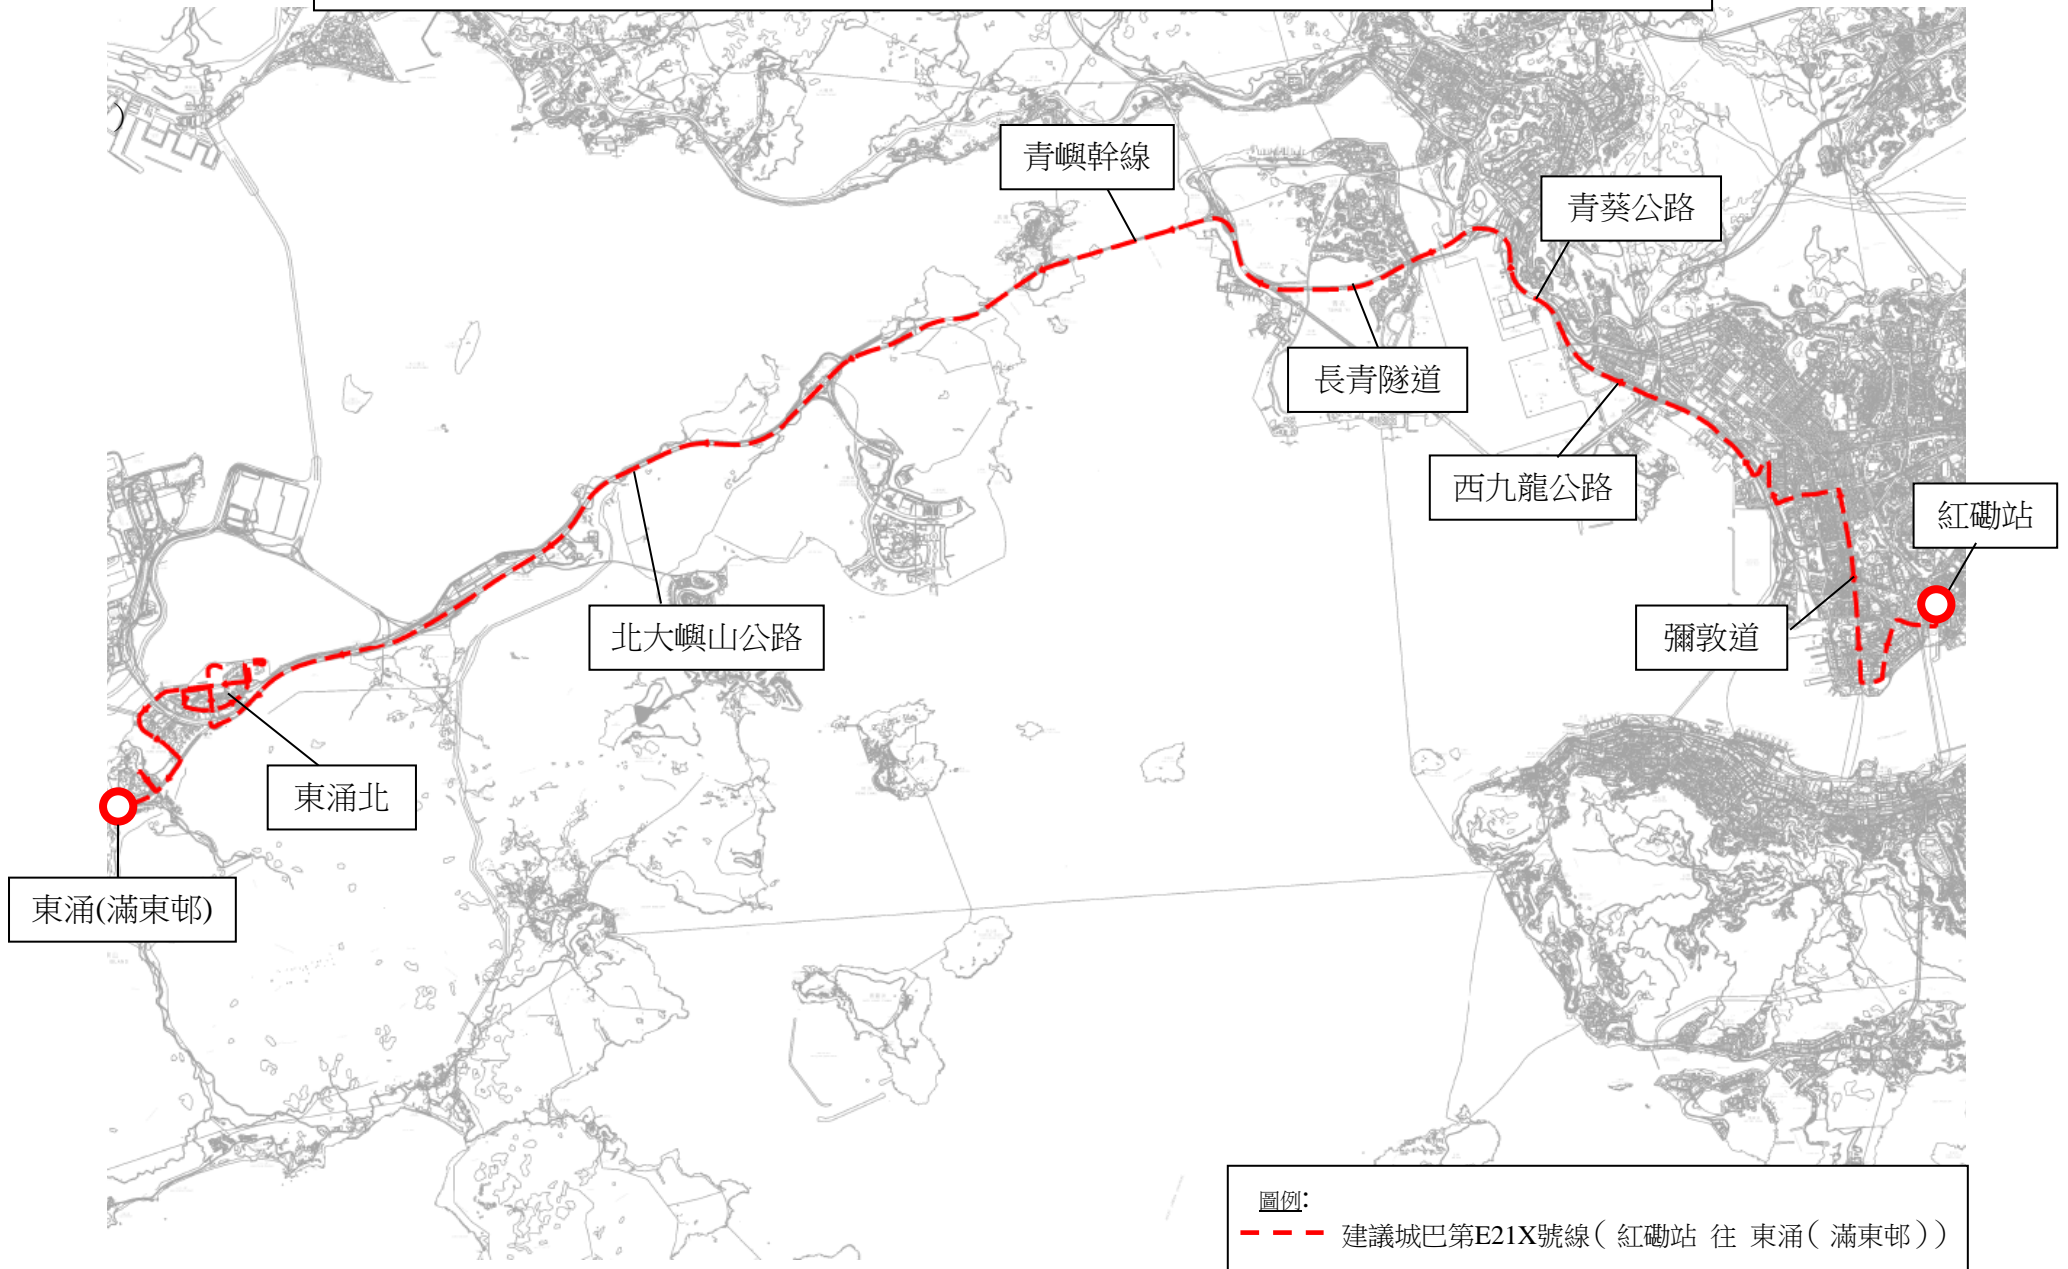 青嶼幹線
青葵公路
長青隧道
西九龍公路
紅磡站
北大嶼山公路
彌敦道
東涌北
東涌(滿東邨)
圖例:
建議城巴第E21X號線( 紅磡站 往 東涌( 滿東邨))